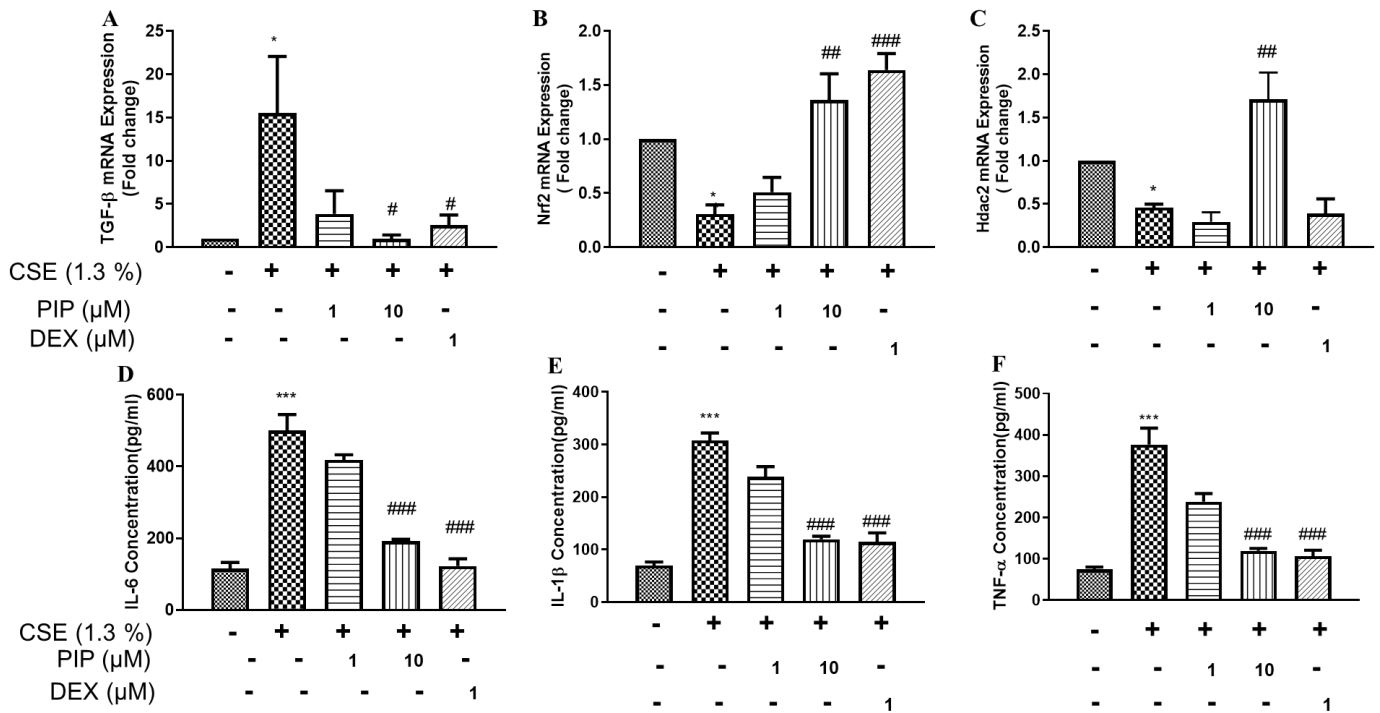 A
TGF-β mRNA Expression
(Fold change)
25
20
15
10
5
0
*
#
#
B
Nrf2 mRNA Expression
( Fold change)
2.0
1.5
1.0
0.5
0.0
*
##
###
C
Hdac2 mRNA Expression
( Fold change)
2.5
2.0
1.5
1.0
0.5
0.0
*
##
CSE (1.3 %) - + + + + - + + + + - + + + +
PIP (µM) - - 1 10 - - - 1 10 - - - 1 10 -
DEX (µM) - - - - 1 - - - - 1 - - - - 1
D
IL-6 Concentration(pg/ml)
600
400
200
0
***
###
###
E
IL-1β Concentration(pg/ml)
400
300
200
100
0
***
###
###
F
TNF-α Concentration(pg/ml)
500
400
300
200
100
0
***
###
###
CSE (1.3 %) - + + + + - + + + + - + + + +
PIP (µM) - - 1 10 - - - 1 10 - - - 1 10 -
DEX (µM) - - - - 1 - - - - 1 - - - - 1